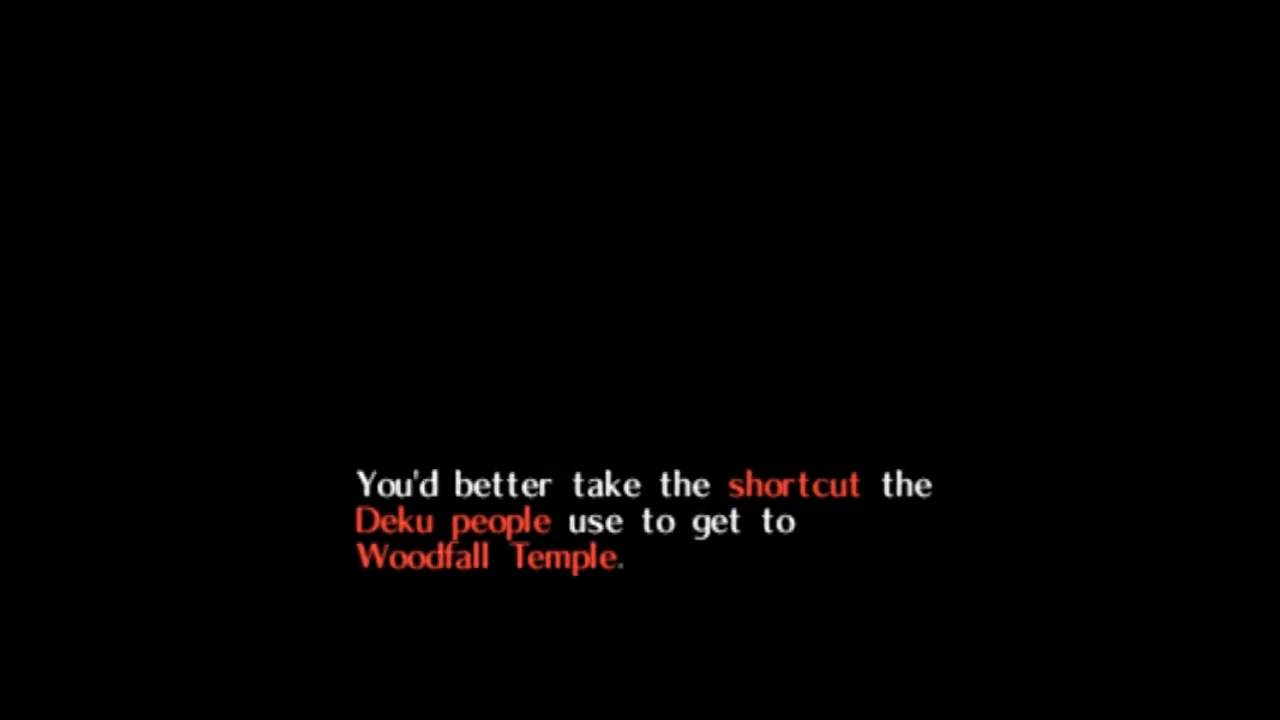 You'd better take the shortcut the
Deku people use to get to
Woodfall Temple.